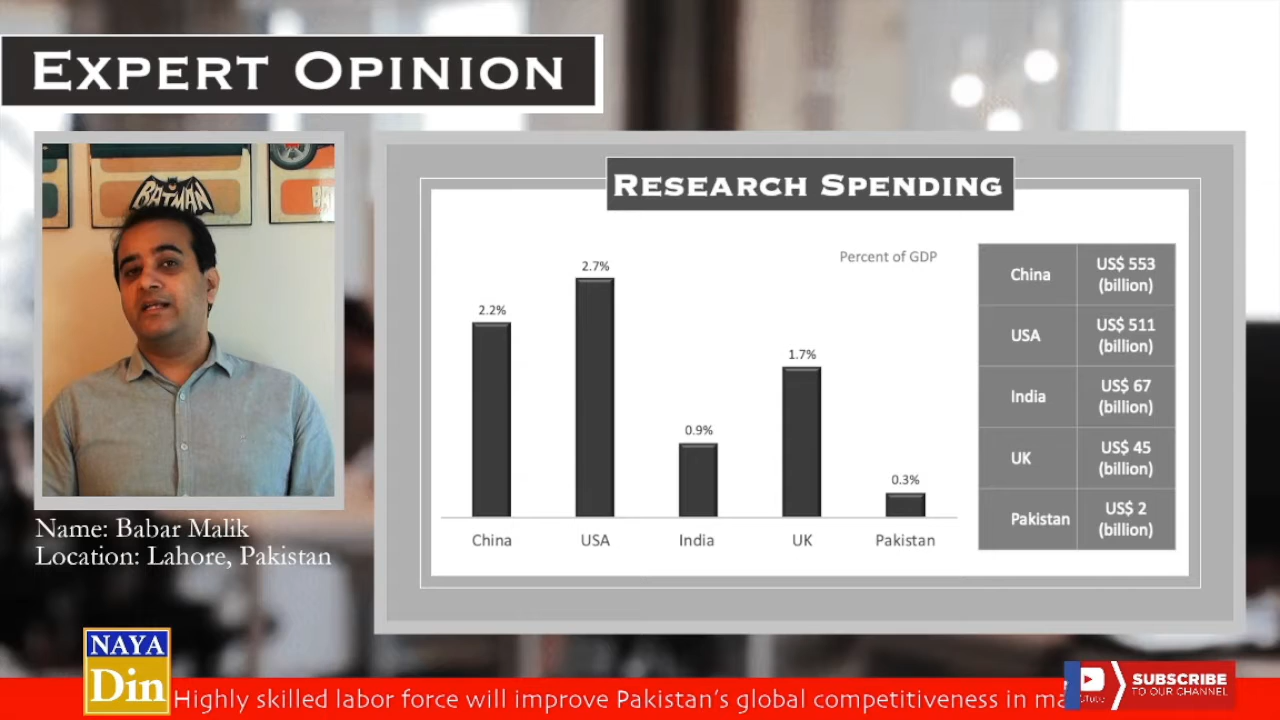 EXPERT OPINION
BATMAN
RESEARCH SPENDING
Percent of GDP
2.2%
2.7%
0.9%
1.7%
0.3%
China
USA
India
UK
Pakistan
China US$ 553 (billion)
USA US$ 511 (billion)
India US$ 67 (billion)
UK US$ 45 (billion)
Pakistan US$ 2 (billion)
Name: Babar Malik
Location: Lahore, Pakistan
NAYA
Din
Highly skilled labor force will improve Pakistan's global competitiveness in ma
SUBSCRIBE
TO OUR CHANNEL